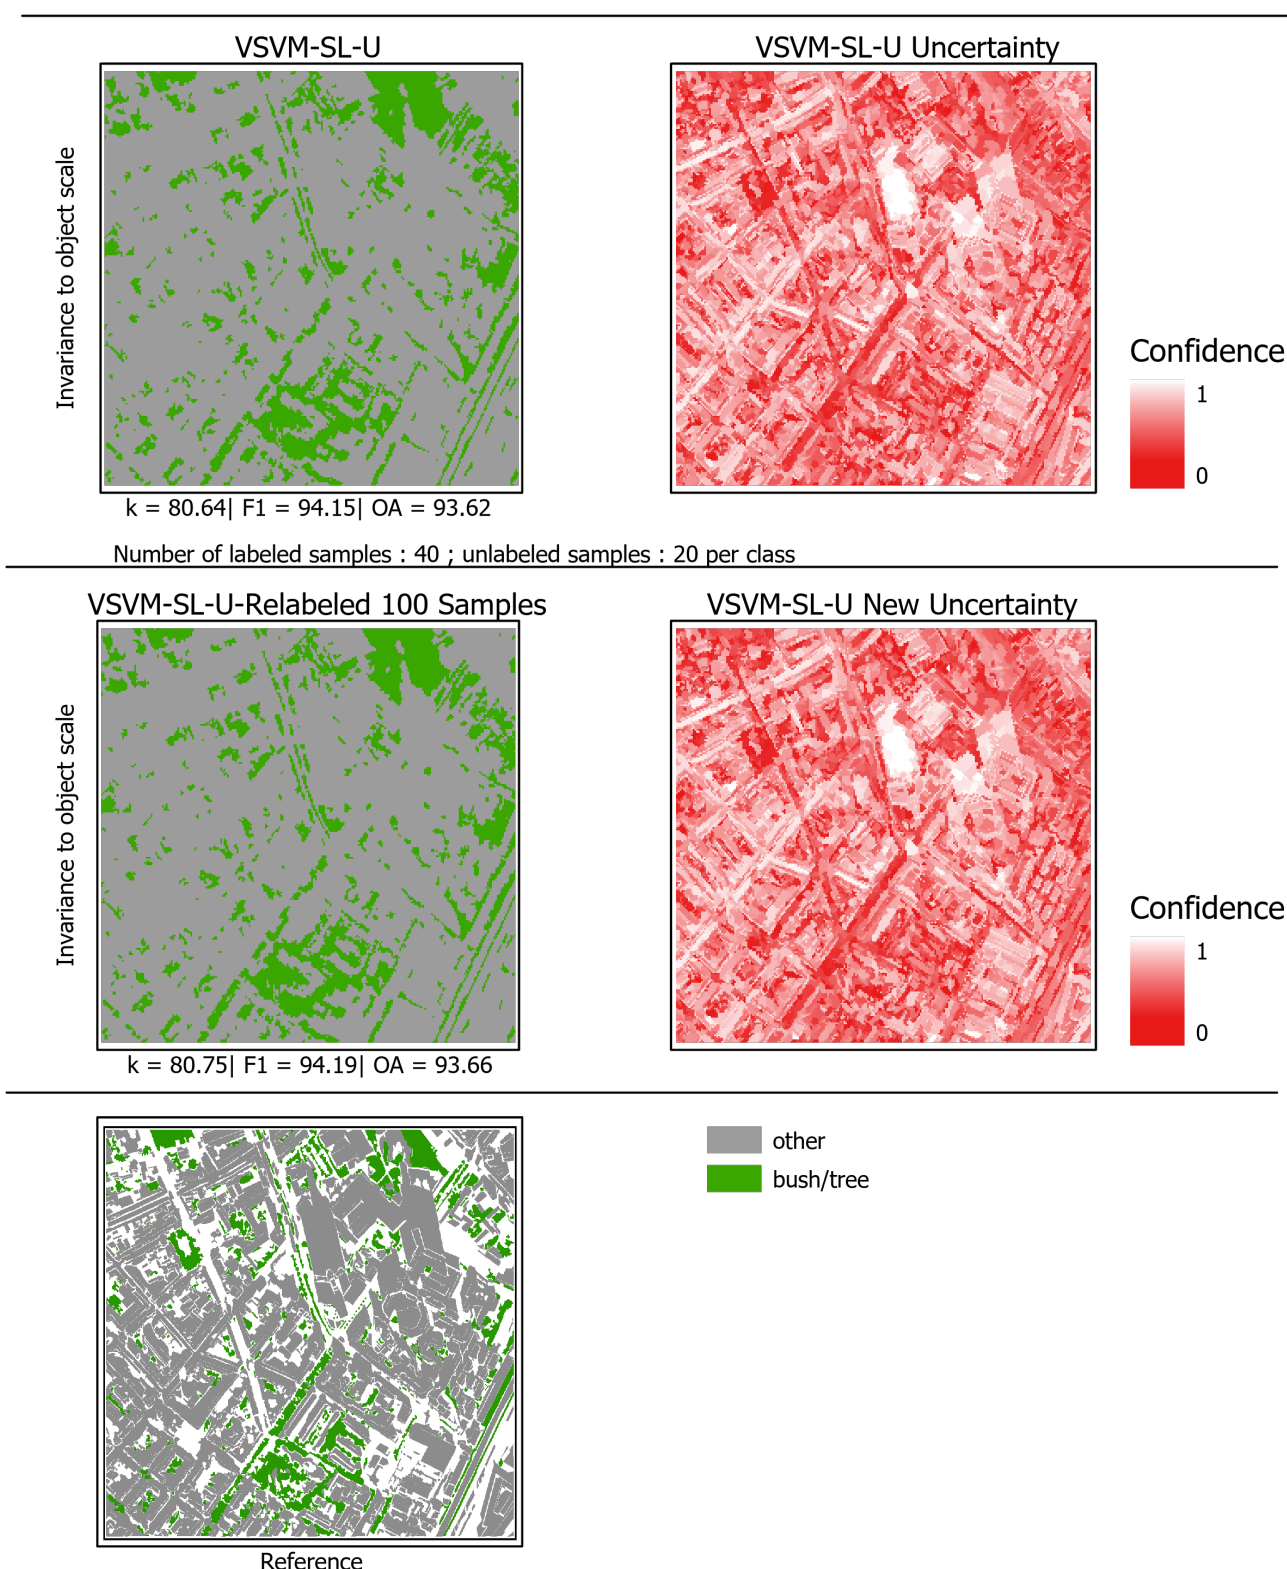 VSVM-SL-U
VSVM-SL-U Uncertainty
Invariance to object scale
Confidence
1
0
k = 80.64| F1 = 94.15| OA = 93.62
Number of labeled samples : 40 ; unlabeled samples : 20 per class
VSVM-SL-U-Relabeled 100 Samples
VSVM-SL-U New Uncertainty
Invariance to object scale
Confidence
1
0
k = 80.75| F1 = 94.19| OA = 93.66
other
bush/tree
Reference